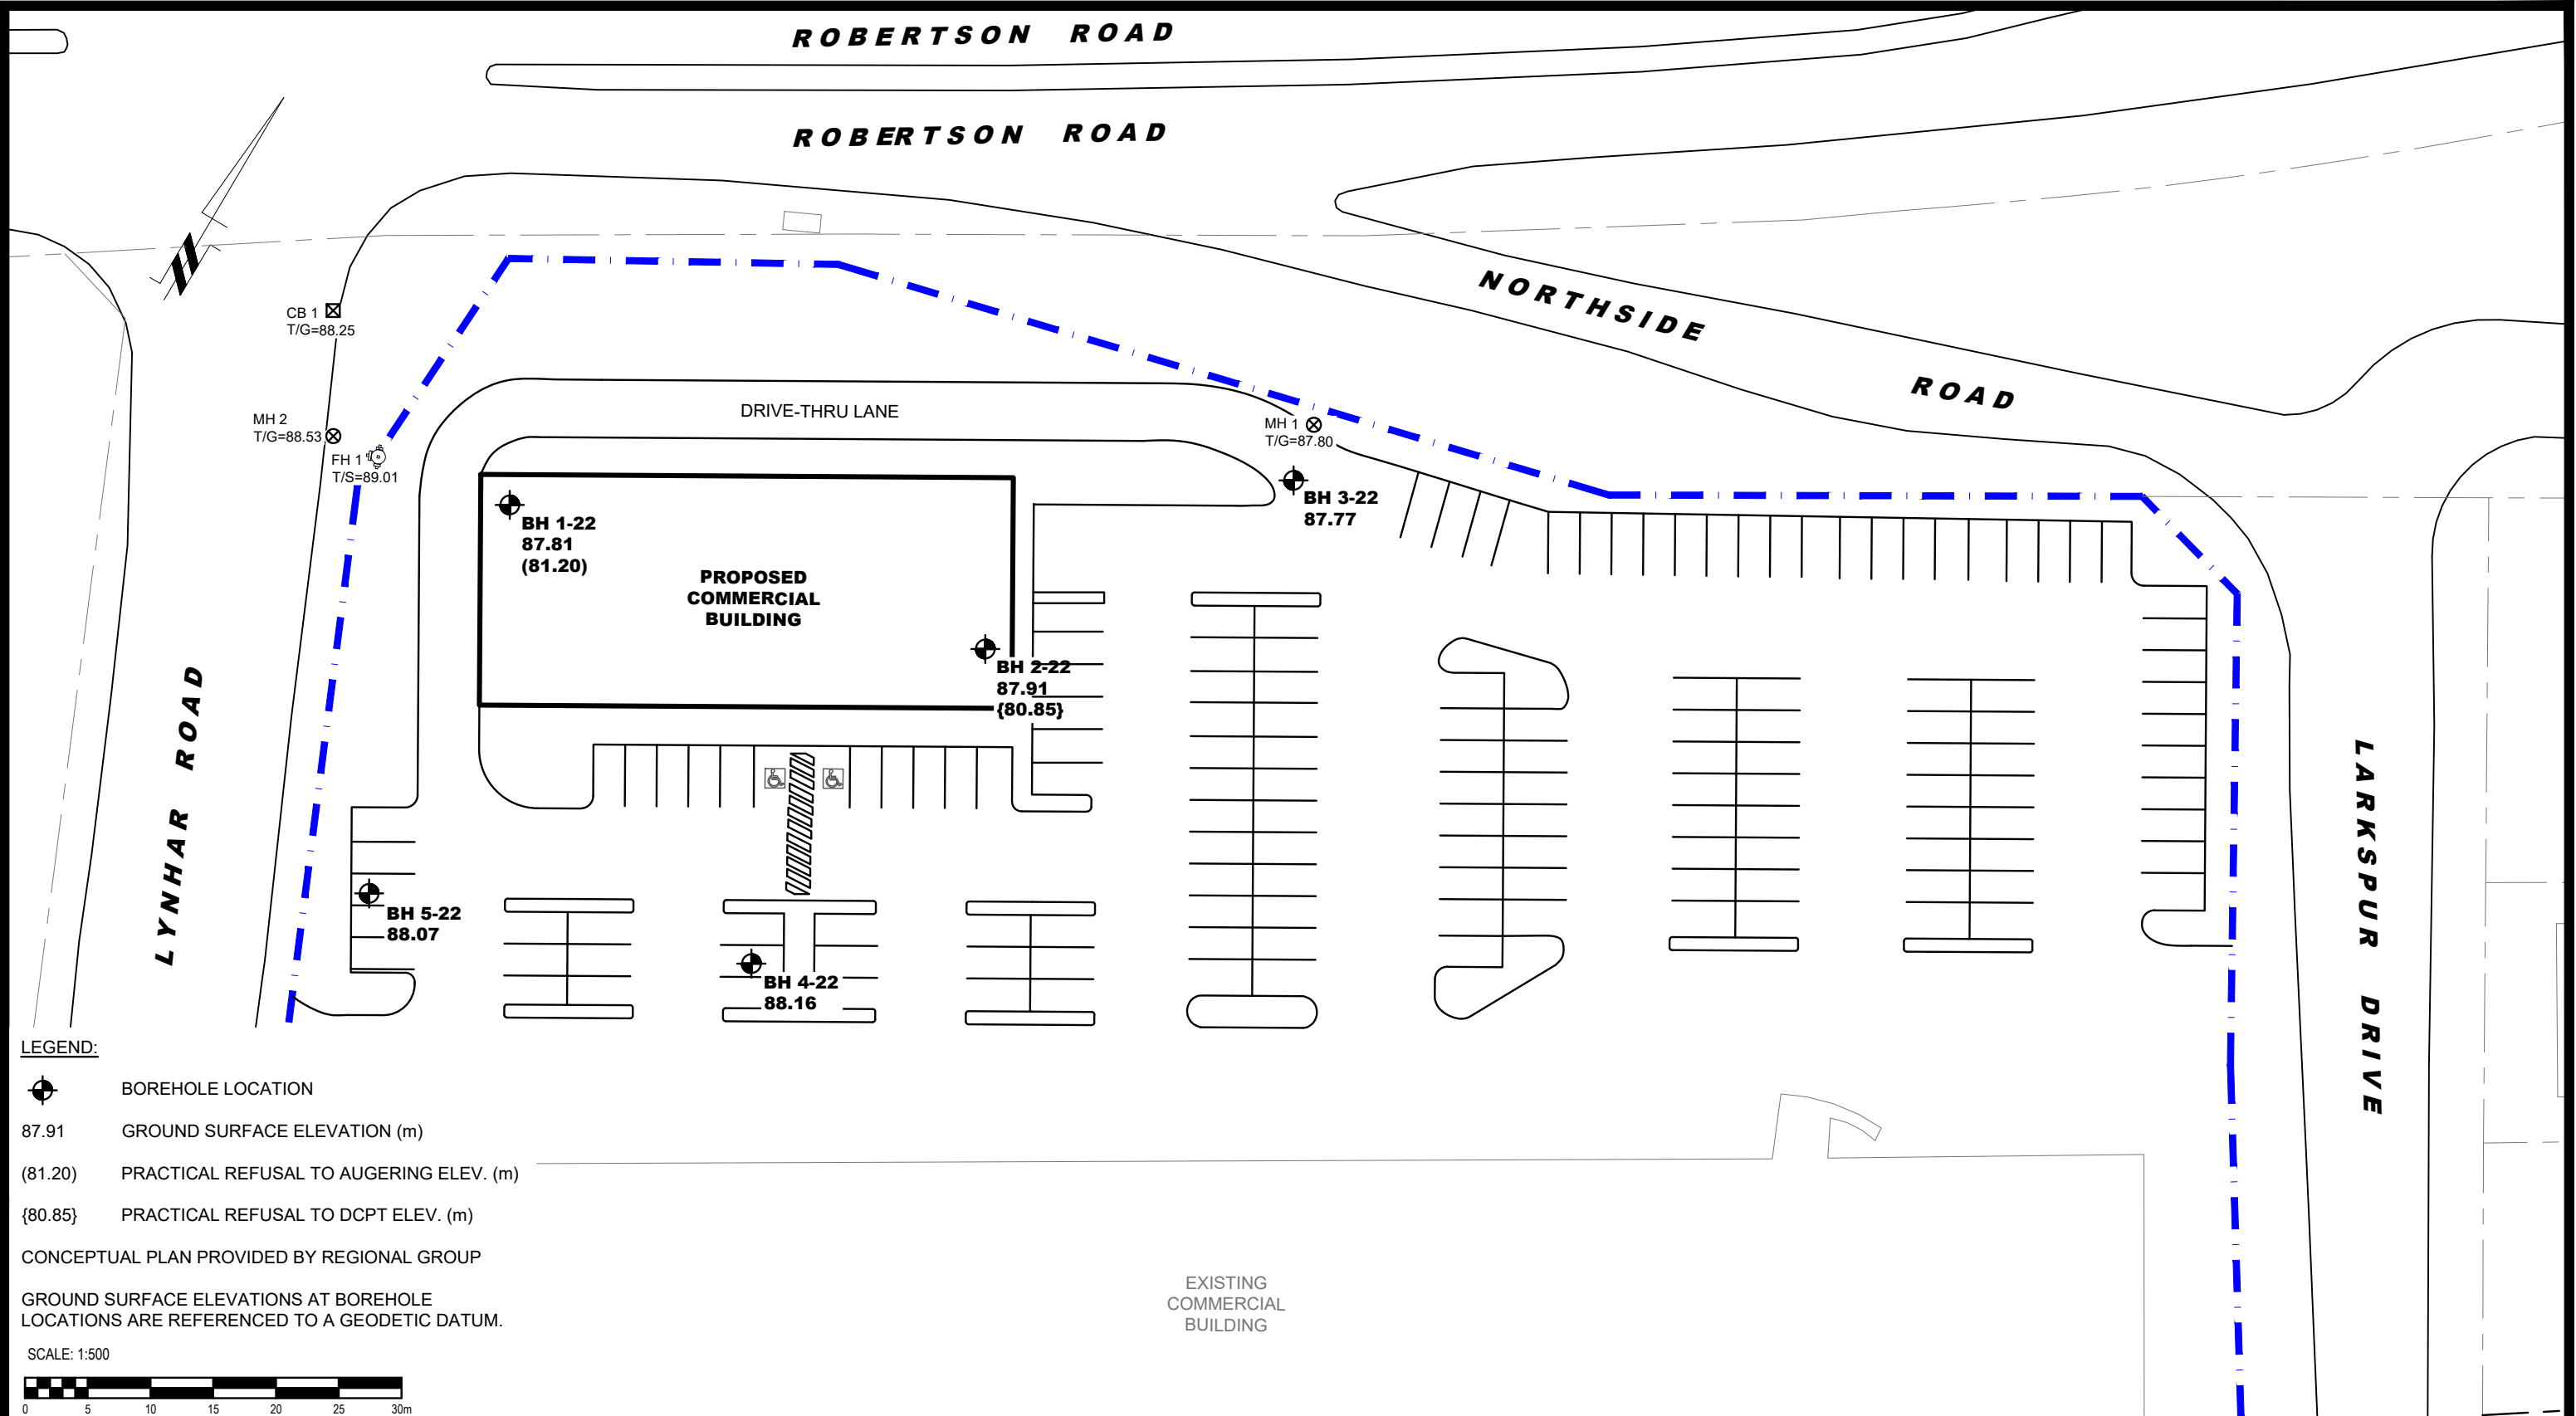 ROBERTSON ROAD
ROBERTSON ROAD
NORTHSIDE ROAD
CB 1
T/G=88.25
MH 2
T/G=88.53
FH 1
T/S=89.01
DRIVE-THRU LANE
MH 1
T/G=87.80
BH 3-22
87.77
BH 1-22
87.81
(81.20)
PROPOSED
COMMERCIAL
BUILDING
BH 2-22
87.91
{80.85}
LYNHAR ROAD
LARKSPUR DRIVE
BH 5-22
88.07
BH 4-22
88.16
LEGEND:
BOREHOLE LOCATION
87.91 GROUND SURFACE ELEVATION (m)
(81.20) PRACTICAL REFUSAL TO AUGERING ELEV. (m)
{80.85} PRACTICAL REFUSAL TO DCPT ELEV. (m)
CONCEPTUAL PLAN PROVIDED BY REGIONAL GROUP
GROUND SURFACE ELEVATIONS AT BOREHOLE
LOCATIONS ARE REFERENCED TO A GEODETIC DATUM.
SCALE: 1:500
0 5 10 15 20 25 30m
EXISTING
COMMERCIAL
BUILDING